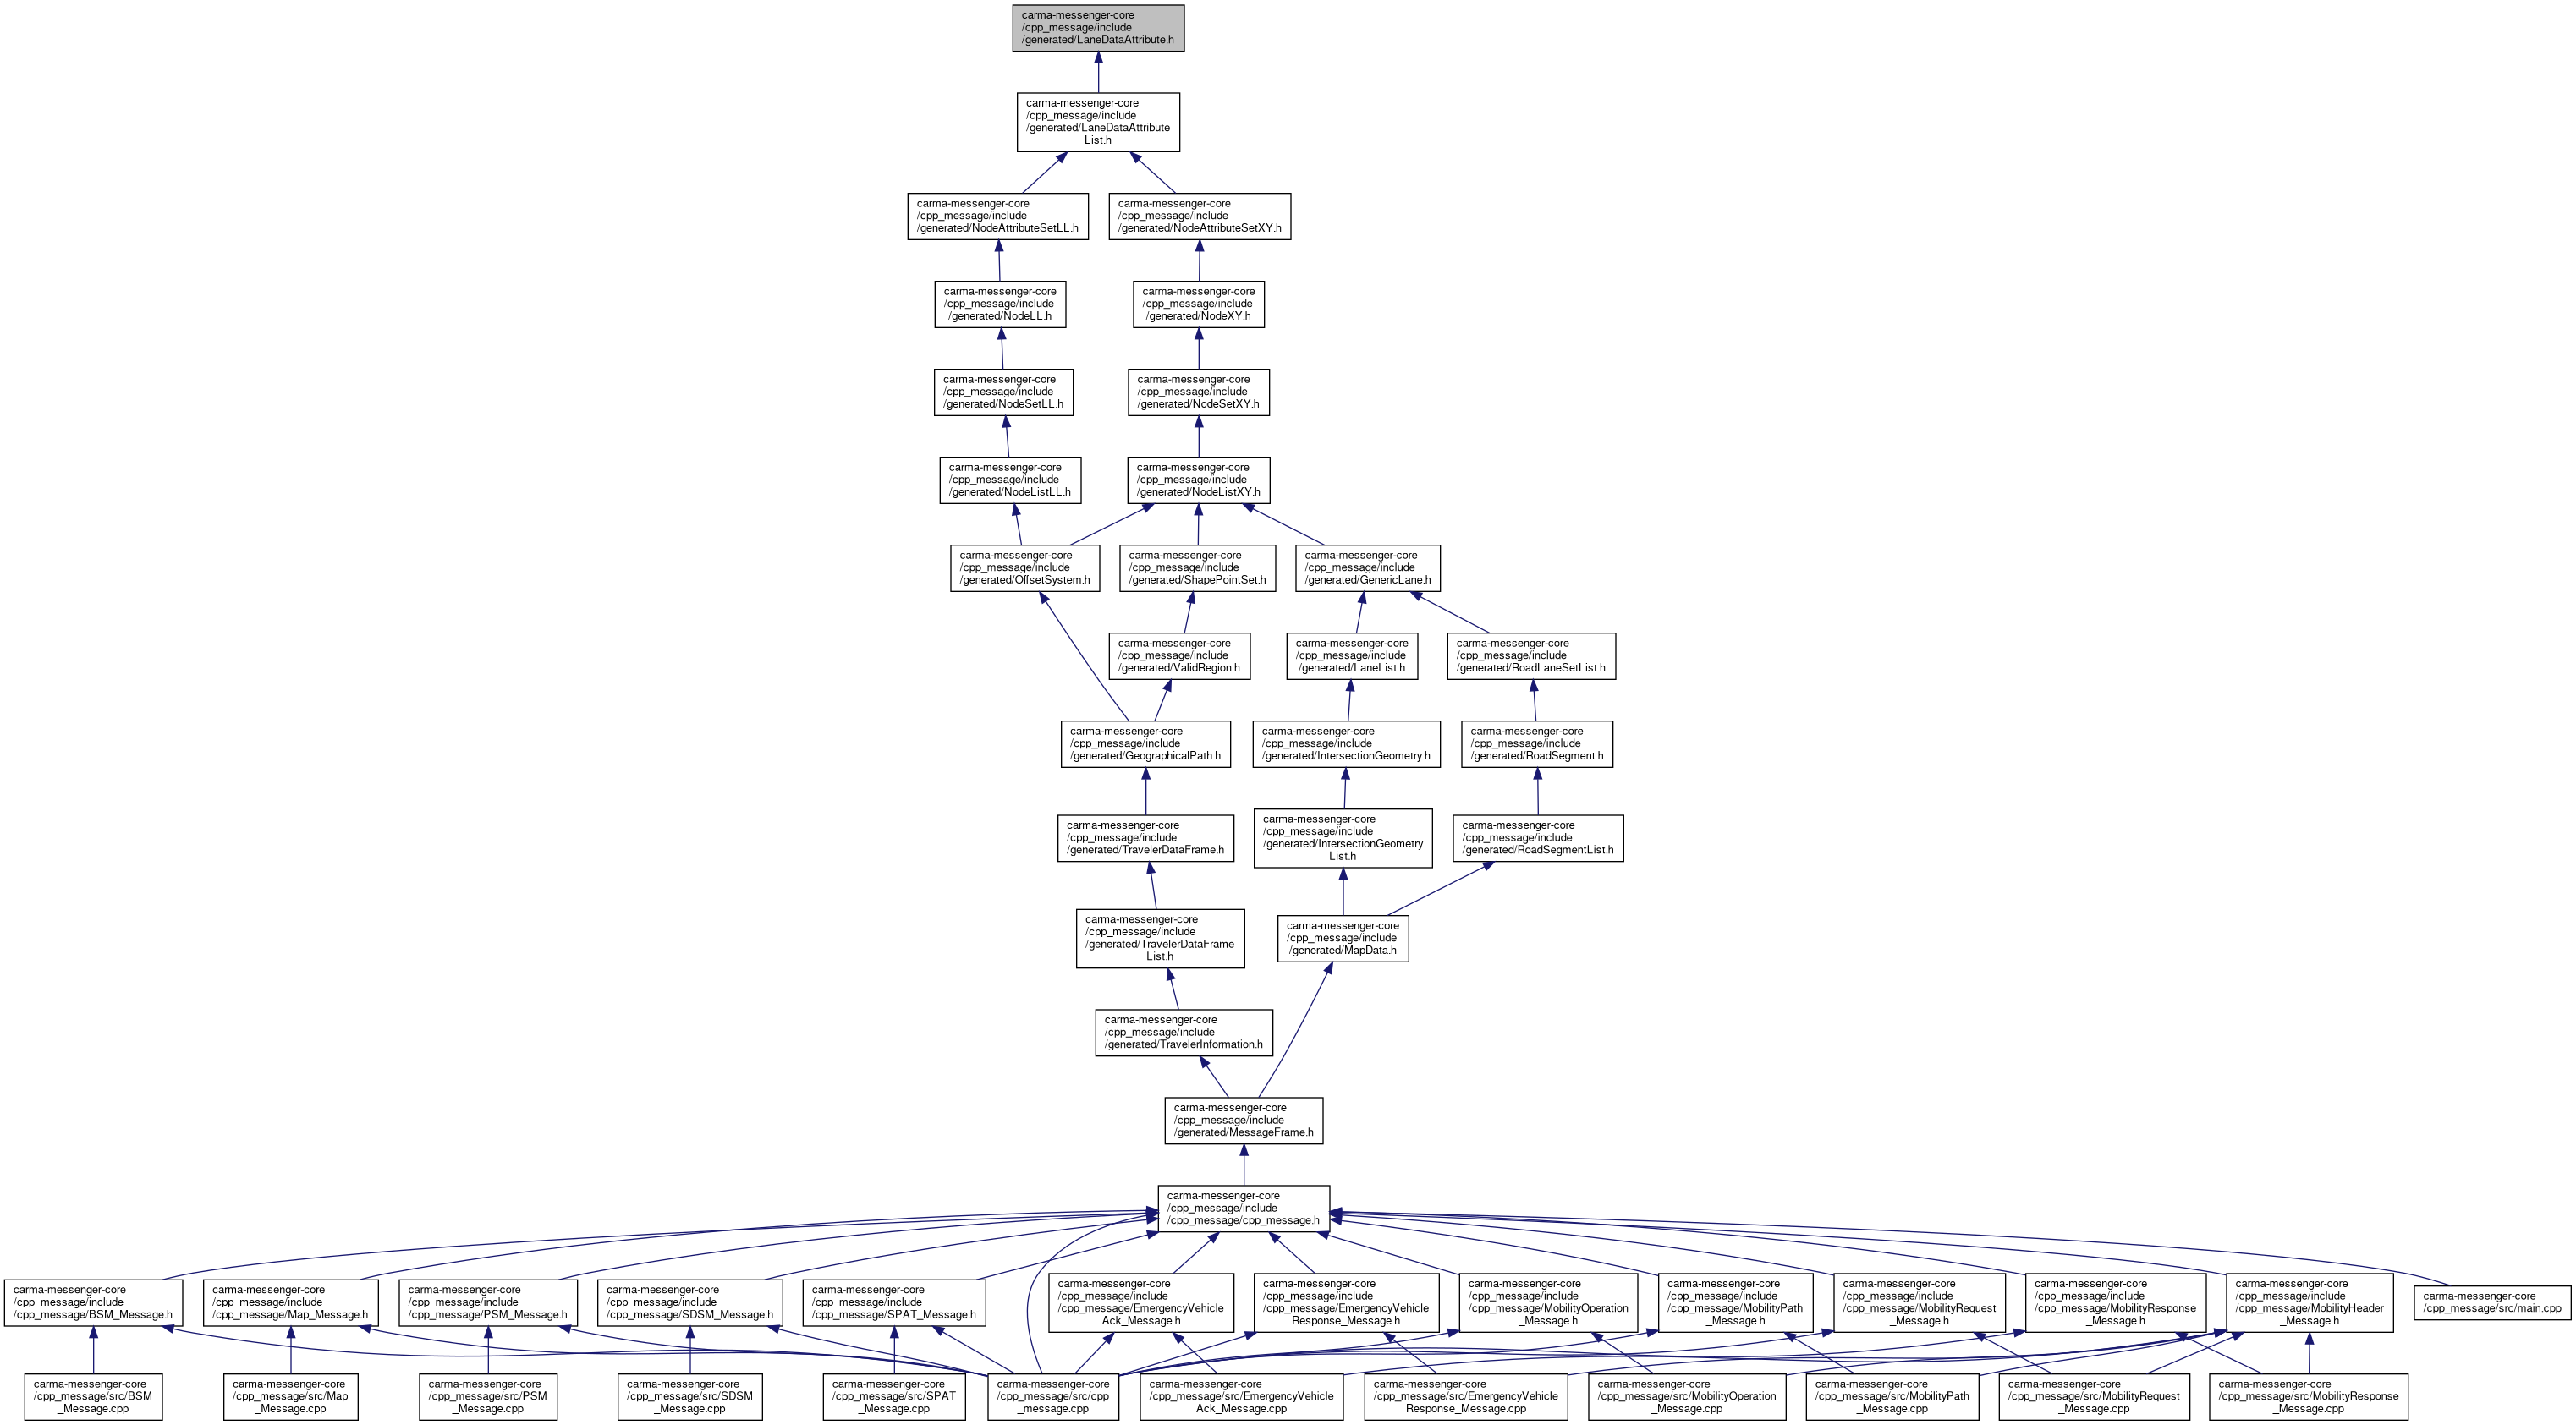 carma-messenger-core
/cpp_message/include
/generated/LaneDataAttribute.h
carma-messenger-core
/cpp_message/include
/generated/LaneDataAttribute
List.h
carma-messenger-core
/cpp_message/include
/generated/NodeAttributeSetLL.h
carma-messenger-core
/cpp_message/include
/generated/NodeAttributeSetXY.h
carma-messenger-core
/cpp_message/include
/generated/NodeLL.h
carma-messenger-core
/cpp_message/include
/generated/NodeXY.h
carma-messenger-core
/cpp_message/include
/generated/NodeSetLL.h
carma-messenger-core
/cpp_message/include
/generated/NodeSetXY.h
carma-messenger-core
/cpp_message/include
/generated/NodeListLL.h
carma-messenger-core
/cpp_message/include
/generated/NodeListXY.h
carma-messenger-core
/cpp_message/include
/generated/OffsetSystem.h
carma-messenger-core
/cpp_message/include
/generated/ShapePointSet.h
carma-messenger-core
/cpp_message/include
/generated/GenericLane.h
carma-messenger-core
/cpp_message/include
/generated/ValidRegion.h
carma-messenger-core
/cpp_message/include
/generated/LaneList.h
carma-messenger-core
/cpp_message/include
/generated/RoadLaneSetList.h
carma-messenger-core
/cpp_message/include
/generated/GeographicalPath.h
carma-messenger-core
/cpp_message/include
/generated/IntersectionGeometry.h
carma-messenger-core
/cpp_message/include
/generated/RoadSegment.h
carma-messenger-core
/cpp_message/include
/generated/TravelerDataFrame.h
carma-messenger-core
/cpp_message/include
/generated/IntersectionGeometry
List.h
carma-messenger-core
/cpp_message/include
/generated/RoadSegmentList.h
carma-messenger-core
/cpp_message/include
/generated/TravelerDataFrame
List.h
carma-messenger-core
/cpp_message/include
/generated/MapData.h
carma-messenger-core
/cpp_message/include
/generated/TravelerInformation.h
carma-messenger-core
/cpp_message/include
/generated/MessageFrame.h
carma-messenger-core
/cpp_message/include
/cpp_message/cpp_message.h
carma-messenger-core
/cpp_message/include
/cpp_message/BSM_Message.h
carma-messenger-core
/cpp_message/include
/cpp_message/Map_Message.h
carma-messenger-core
/cpp_message/include
/cpp_message/PSM_Message.h
carma-messenger-core
/cpp_message/include
/cpp_message/SDSM_Message.h
carma-messenger-core
/cpp_message/include
/cpp_message/SPAT_Message.h
carma-messenger-core
/cpp_message/include
/cpp_message/EmergencyVehicle
Ack_Message.h
carma-messenger-core
/cpp_message/include
/cpp_message/EmergencyVehicle
Response_Message.h
carma-messenger-core
/cpp_message/include
/cpp_message/MobilityOperation
_Message.h
carma-messenger-core
/cpp_message/include
/cpp_message/MobilityPath
_Message.h
carma-messenger-core
/cpp_message/include
/cpp_message/MobilityRequest
_Message.h
carma-messenger-core
/cpp_message/include
/cpp_message/MobilityResponse
_Message.h
carma-messenger-core
/cpp_message/include
/cpp_message/MobilityHeader
_Message.h
carma-messenger-core
/cpp_message/src/main.cpp
carma-messenger-core
/cpp_message/src/BSM
_Message.cpp
carma-messenger-core
/cpp_message/src/Map
_Message.cpp
carma-messenger-core
/cpp_message/src/PSM
_Message.cpp
carma-messenger-core
/cpp_message/src/SDSM
_Message.cpp
carma-messenger-core
/cpp_message/src/SPAT
_Message.cpp
carma-messenger-core
/cpp_message/src/cpp
_message.cpp
carma-messenger-core
/cpp_message/src/EmergencyVehicle
Ack_Message.cpp
carma-messenger-core
/cpp_message/src/EmergencyVehicle
Response_Message.cpp
carma-messenger-core
/cpp_message/src/MobilityOperation
_Message.cpp
carma-messenger-core
/cpp_message/src/MobilityPath
_Message.cpp
carma-messenger-core
/cpp_message/src/MobilityRequest
_Message.cpp
carma-messenger-core
/cpp_message/src/MobilityResponse
_Message.cpp